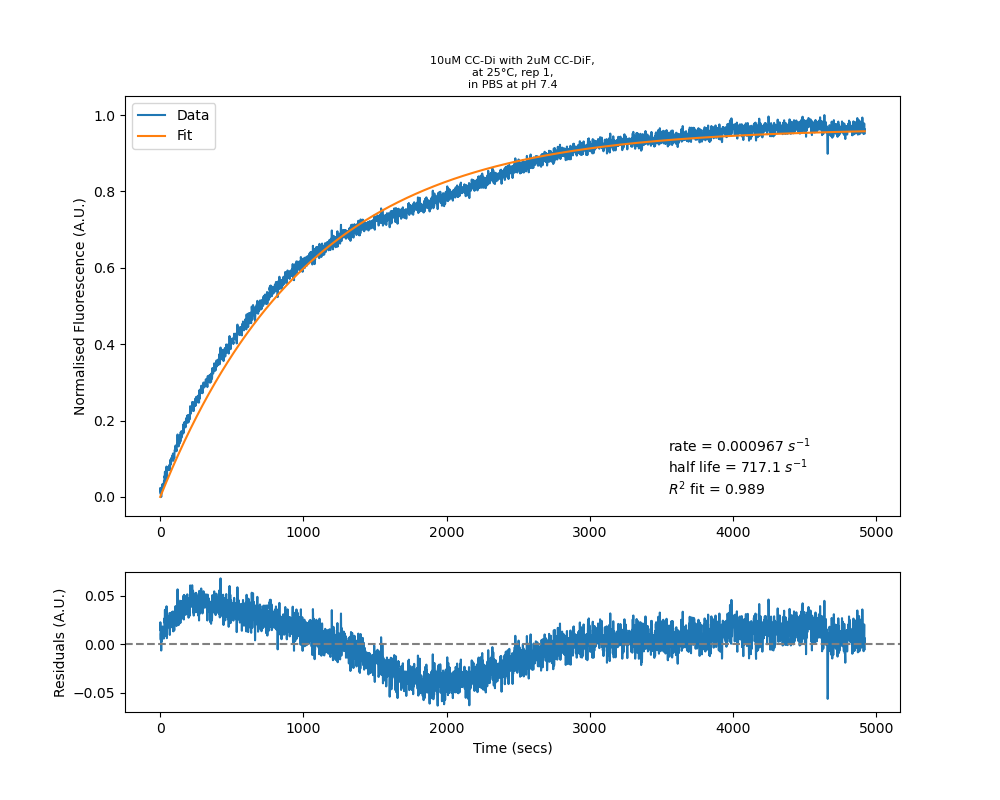 10uM CC-Di with 2uM CC-DiF,
at 25°C, rep 1,
in PBS at pH 7.4
Normalised Fluorescence (A.U.)
1.0
0.8
0.6
0.4
0.2
0.0
Data
Fit
rate = 0.000967 s⁻¹
half life = 717.1 s⁻¹
R² fit = 0.989
0 1000 2000 3000 4000 5000
Residuals (A.U.)
0.05
0.00
−0.05
0 1000 2000 3000 4000 5000
Time (secs)